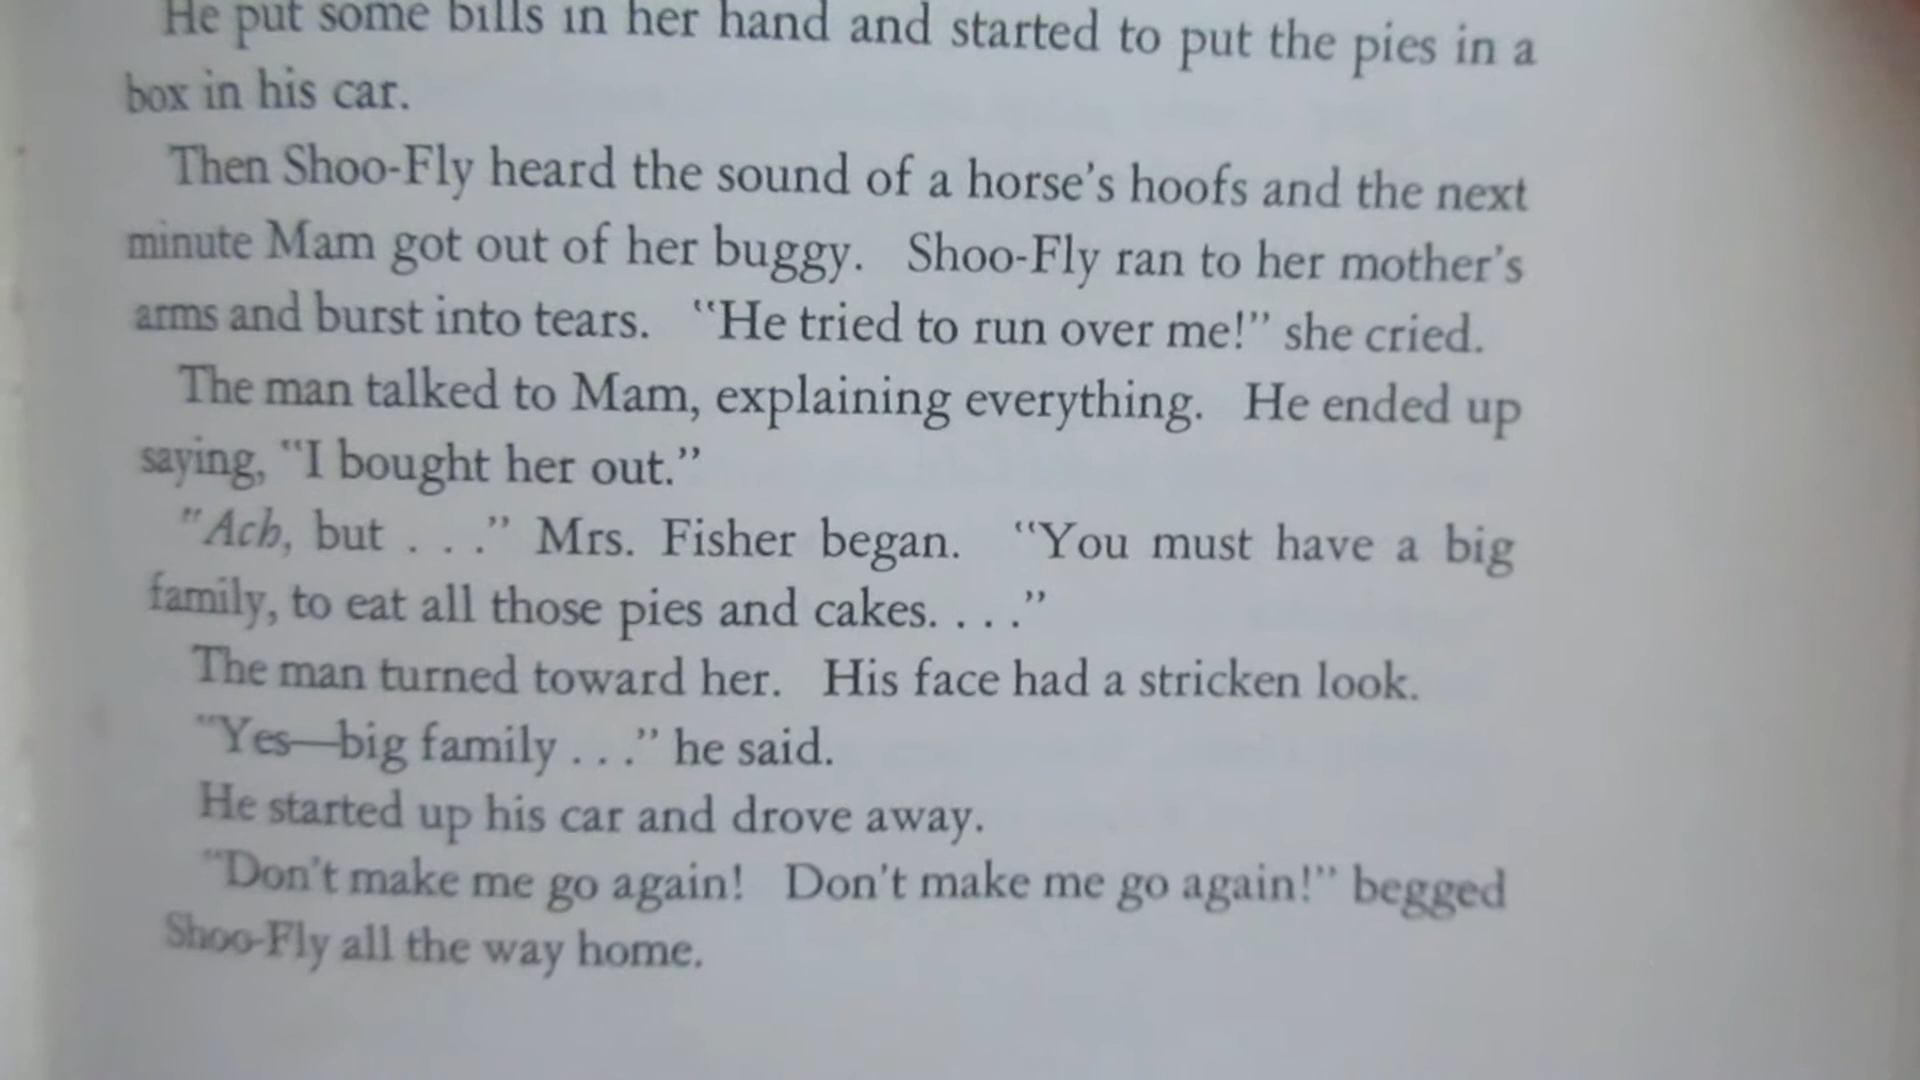 He put some bills in her hand and started to put the pies in a
box in his car.
Then Shoo-Fly heard the sound of a horse's hoofs and the next
minute Mam got out of her buggy. Shoo-Fly ran to her mother's
arms and burst into tears. "He tried to run over me!" she cried.
The man talked to Mam, explaining everything. He ended up
saying, "I bought her out."
"Ach, but . . ." Mrs. Fisher began. "You must have a big
family, to eat all those pies and cakes. . . ."
The man turned toward her. His face had a stricken look.
"Yes—big family . . ." he said.
He started up his car and drove away.
"Don't make me go again! Don't make me go again!" begged
Shoo-Fly all the way home.